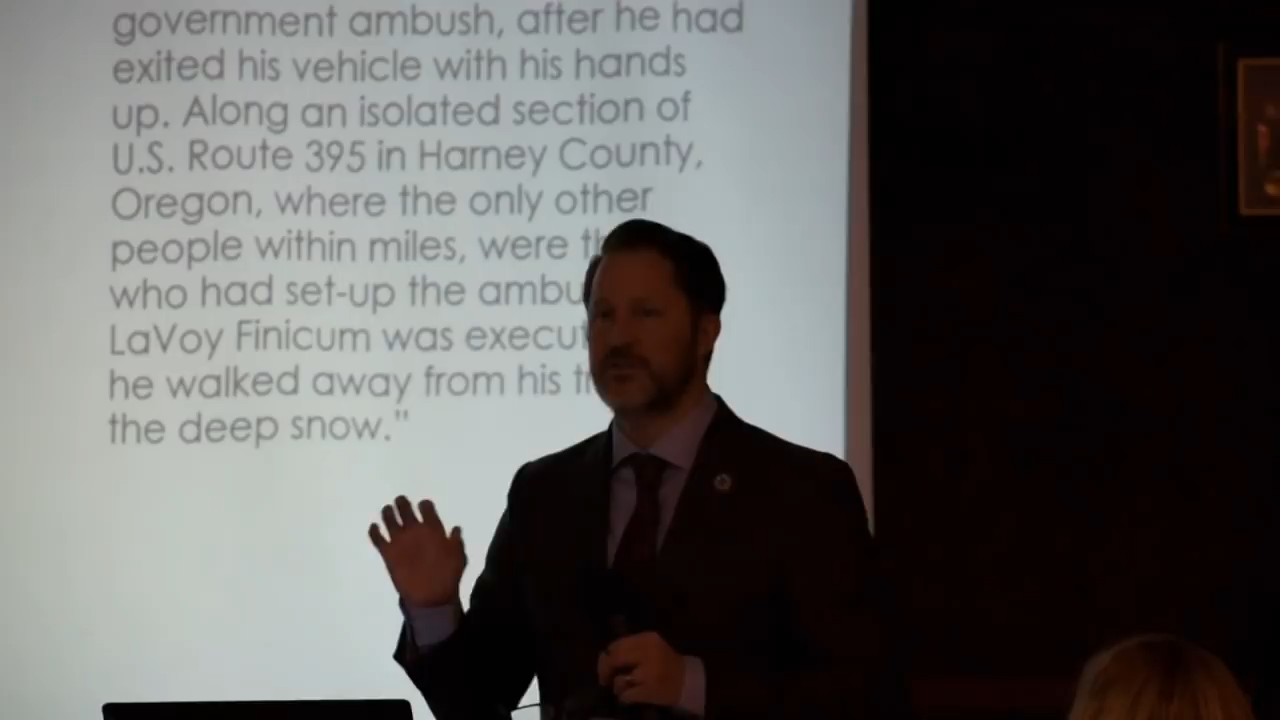 government ambush, after he had
exited his vehicle with his hands
up. Along an isolated section of
U.S. Route 395 in Harney County,
Oregon, where the only other
people within miles, were
who had set-up the
LaVoy Finicum was
he walked away from his
the deep snow."